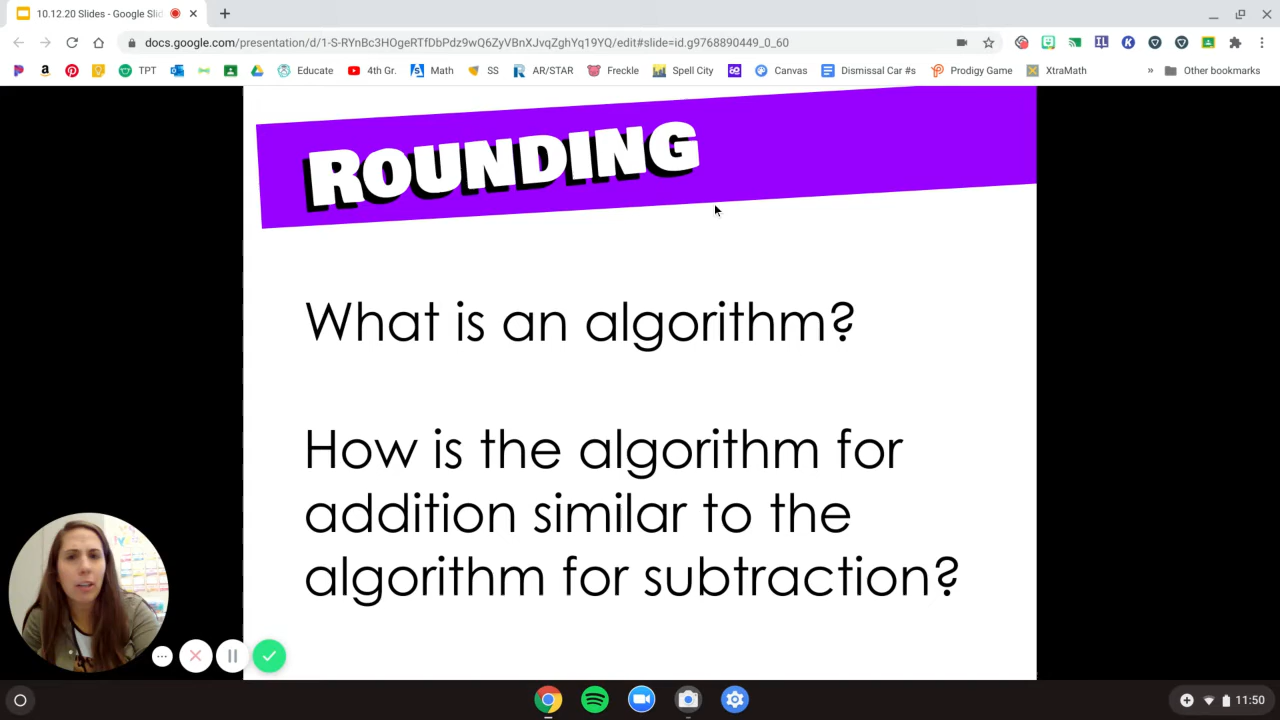 10.12.20 Slides - Google Slid
docs.google.com/presentation/d/1-S-RYnBc3HOgeRTfDbPdz9wQ6ZyVBnXJvqZghYq19YQ/edit#slide=id.g9768890449_0_60
TPT Educate 4th Gr. Math SS AR/STAR Freckle Spell City Canvas Dismissal Car #s Prodigy Game XtraMath » Other bookmarks
ROUNDING
What is an algorithm?
How is the algorithm for
addition similar to the
algorithm for subtraction?
11:50